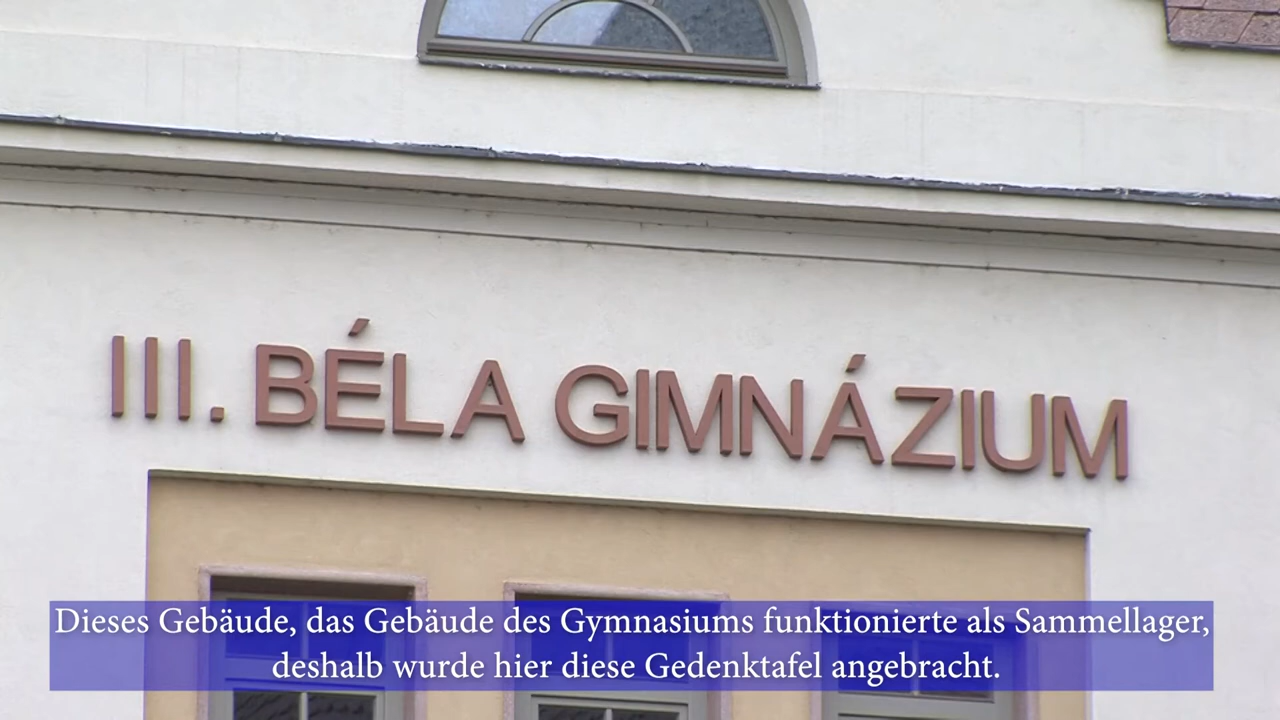 III. BÉLA GIMNÁZIUM
Dieses Gebäude, das Gebäude des Gymnasiums funktionierte als Sammellager,
deshalb wurde hier diese Gedenktafel angebracht.